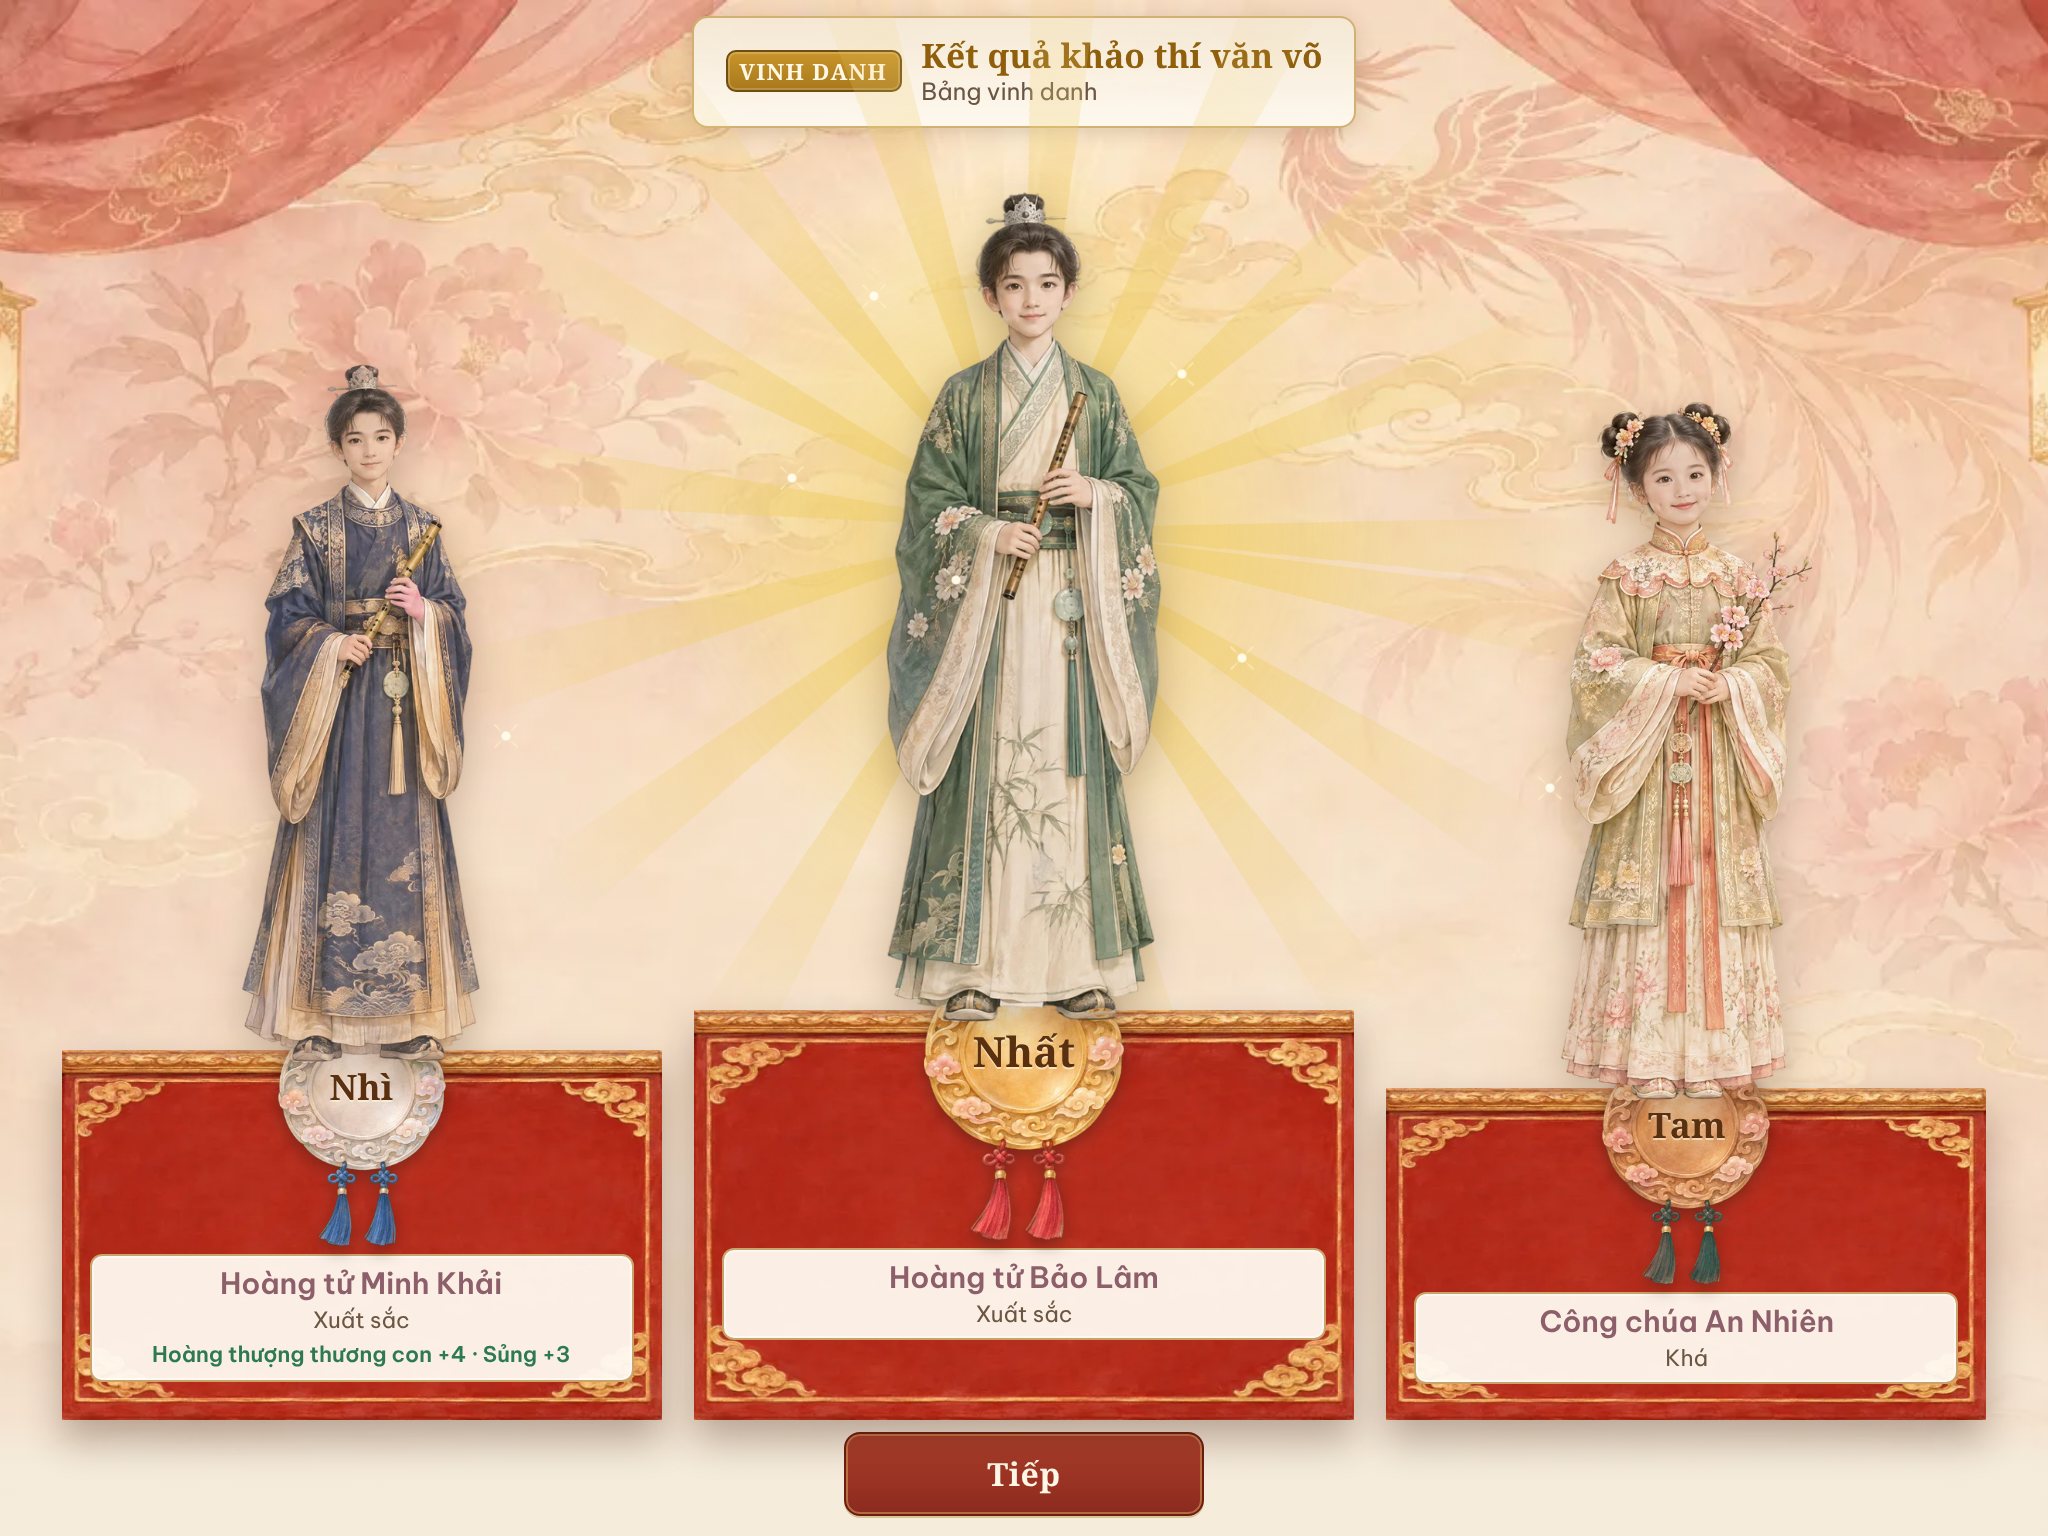 VINH DANH
Kết quả khảo thí văn võ
Bảng vinh danh
Nhì
Hoàng tử Minh Khải
Xuất sắc
Hoàng thượng thương con +4 · Sủng +3
Nhất
Hoàng tử Bảo Lâm
Xuất sắc
Tam
Công chúa An Nhiên
Khá
Tiếp